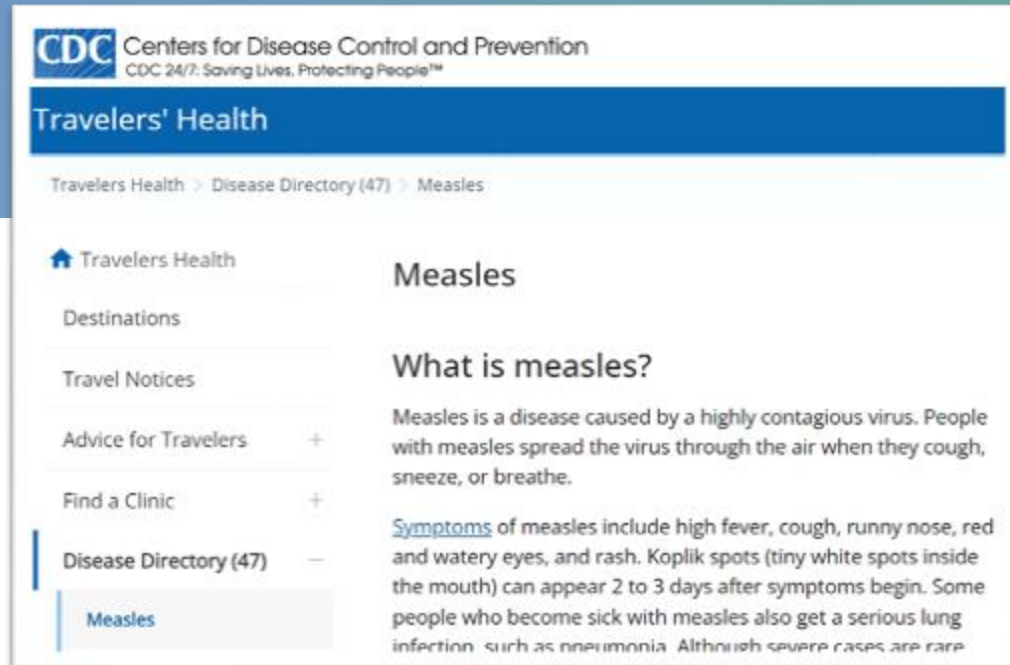 CDC Centers for Disease Control and Prevention
CDC 24/7: Saving Lives. Protecting People™
Travelers' Health
Travelers Health > Disease Directory (47) > Measles
Travelers Health
Destinations
Travel Notices
Advice for Travelers +
Find a Clinic +
Disease Directory (47) −
Measles
Measles
What is measles?
Measles is a disease caused by a highly contagious virus. People
with measles spread the virus through the air when they cough,
sneeze, or breathe.
Symptoms of measles include high fever, cough, runny nose, red
and watery eyes, and rash. Koplik spots (tiny white spots inside
the mouth) can appear 2 to 3 days after symptoms begin. Some
people who become sick with measles also get a serious lung
infection, such as pneumonia. Although severe cases are rare